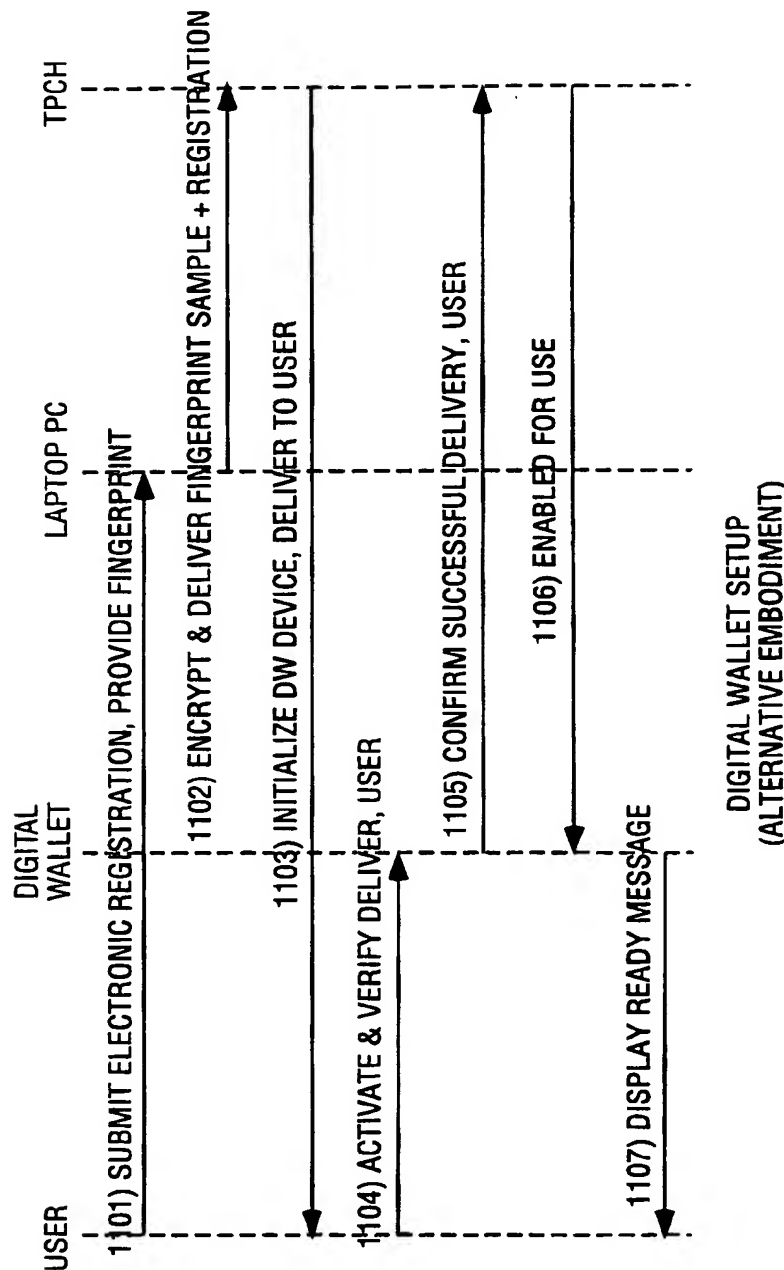 USER
DIGITAL
WALLET
LAPTOP PC
TPCH
1101) SUBMIT ELECTRONIC REGISTRATION, PROVIDE FINGERPRINT
1102) ENCRYPT & DELIVER FINGERPRINT SAMPLE + REGISTRATION
1103) INITIALIZE DW DEVICE, DELIVER TO USER
1104) ACTIVATE & VERIFY DELIVER, USER
1105) CONFIRM SUCCESSFUL DELIVERY, USER
1106) ENABLED FOR USE
1107) DISPLAY READY MESSAGE
DIGITAL WALLET SETUP
(ALTERNATIVE EMBODIMENT)